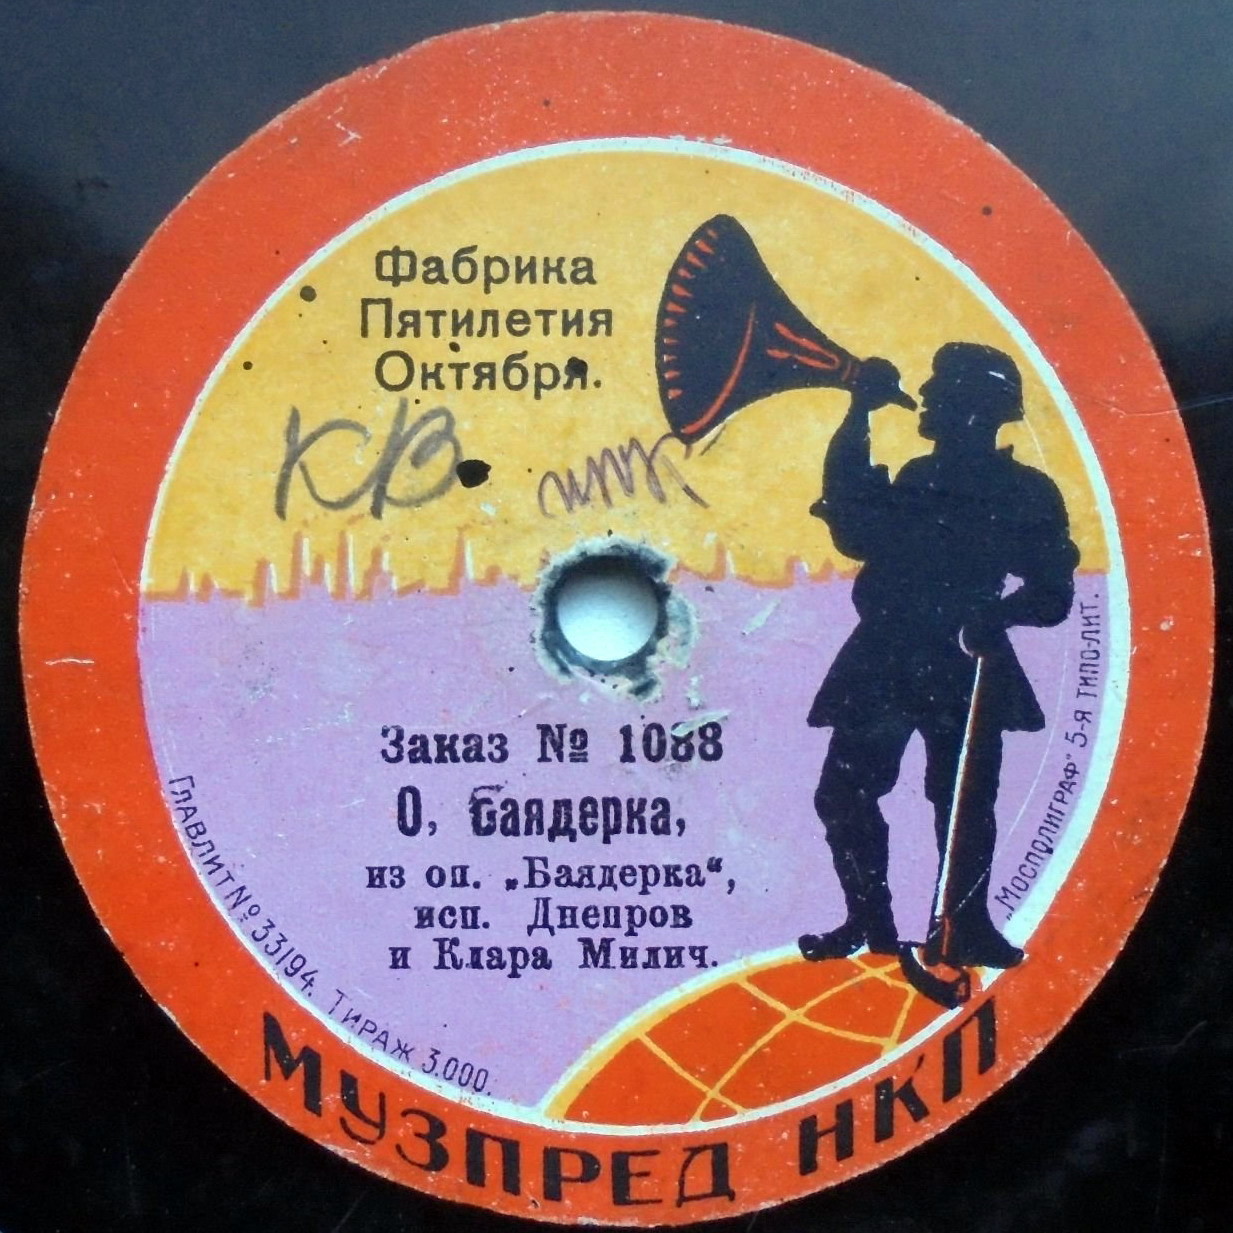 Фабрика
Пятилетия
Октября.
КВ
Заказ № 1088
О, Баядерка,
из оп. „Баядерка“,
исп. Днепров
и Клара Милич.
Главлит № 33194. Тираж 3.000.
„Мосполиграф" 5-я типо-лит.
МУЗПРЕД НКП